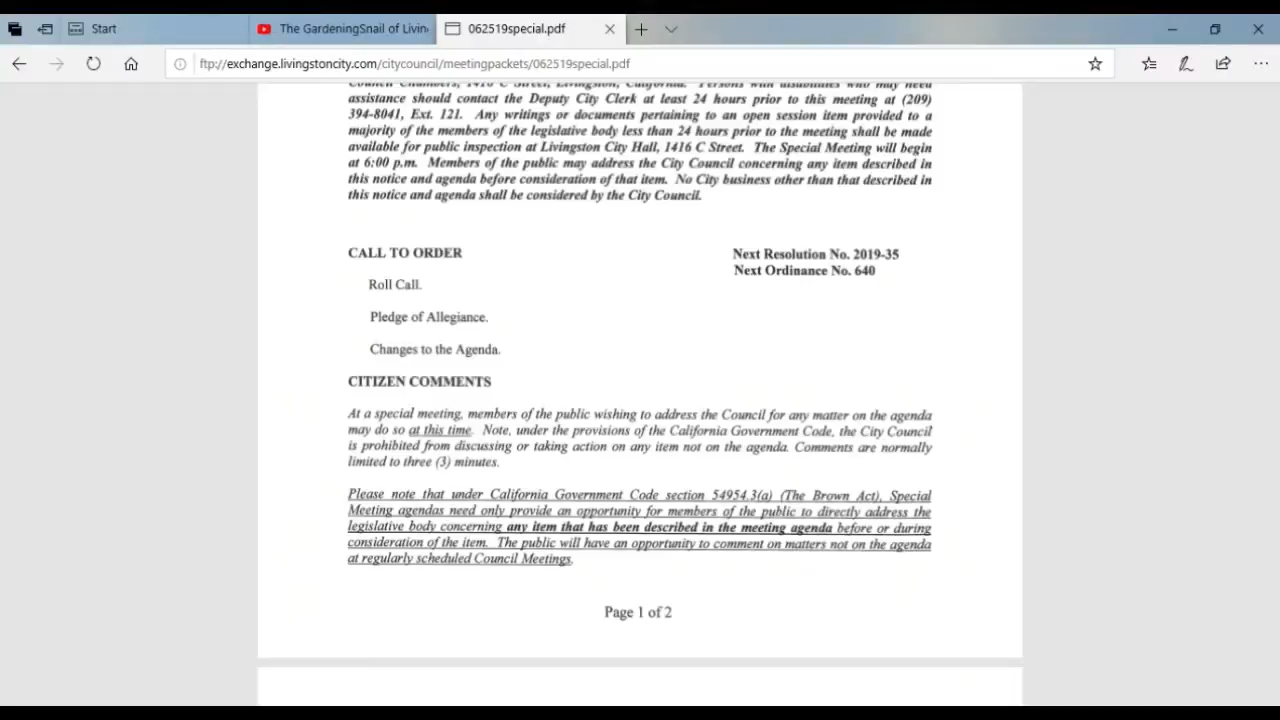 Start
The GardeningSnail of Livin
062519special.pdf
ftp://exchange.livingstoncity.com/citycouncil/meetingpackets/062519special.pdf
Council Chambers, 1416 C Street, Livingston, California. Persons with disabilities who may need
assistance should contact the Deputy City Clerk at least 24 hours prior to this meeting at (209)
394-8041, Ext. 121. Any writings or documents pertaining to an open session item provided to a
majority of the members of the legislative body less than 24 hours prior to the meeting shall be made
available for public inspection at Livingston City Hall, 1416 C Street. The Special Meeting will begin
at 6:00 p.m. Members of the public may address the City Council concerning any item described in
this notice and agenda before consideration of that item. No City business other than that described in
this notice and agenda shall be considered by the City Council.
CALL TO ORDER
Next Resolution No. 2019-35
Next Ordinance No. 640
Roll Call.
Pledge of Allegiance.
Changes to the Agenda.
CITIZEN COMMENTS
At a special meeting, members of the public wishing to address the Council for any matter on the agenda
may do so at this time. Note, under the provisions of the California Government Code, the City Council
is prohibited from discussing or taking action on any item not on the agenda. Comments are normally
limited to three (3) minutes.
Please note that under California Government Code section 54954.3(a) (The Brown Act), Special
Meeting agendas need only provide an opportunity for members of the public to directly address the
legislative body concerning any item that has been described in the meeting agenda before or during
consideration of the item. The public will have an opportunity to comment on matters not on the agenda
at regularly scheduled Council Meetings.
Page 1 of 2